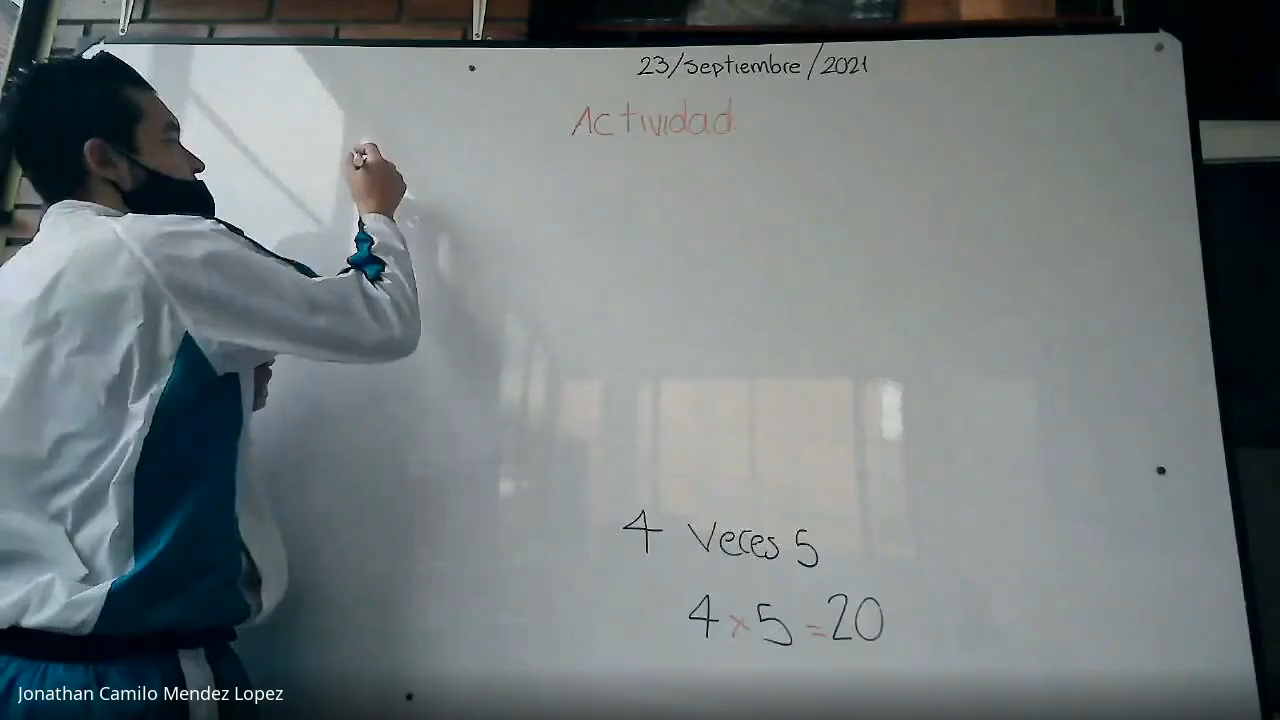 23/Septiembre/2021
Actividad
4 Veces 5
4 x 5 = 20
Jonathan Camilo Mendez Lopez